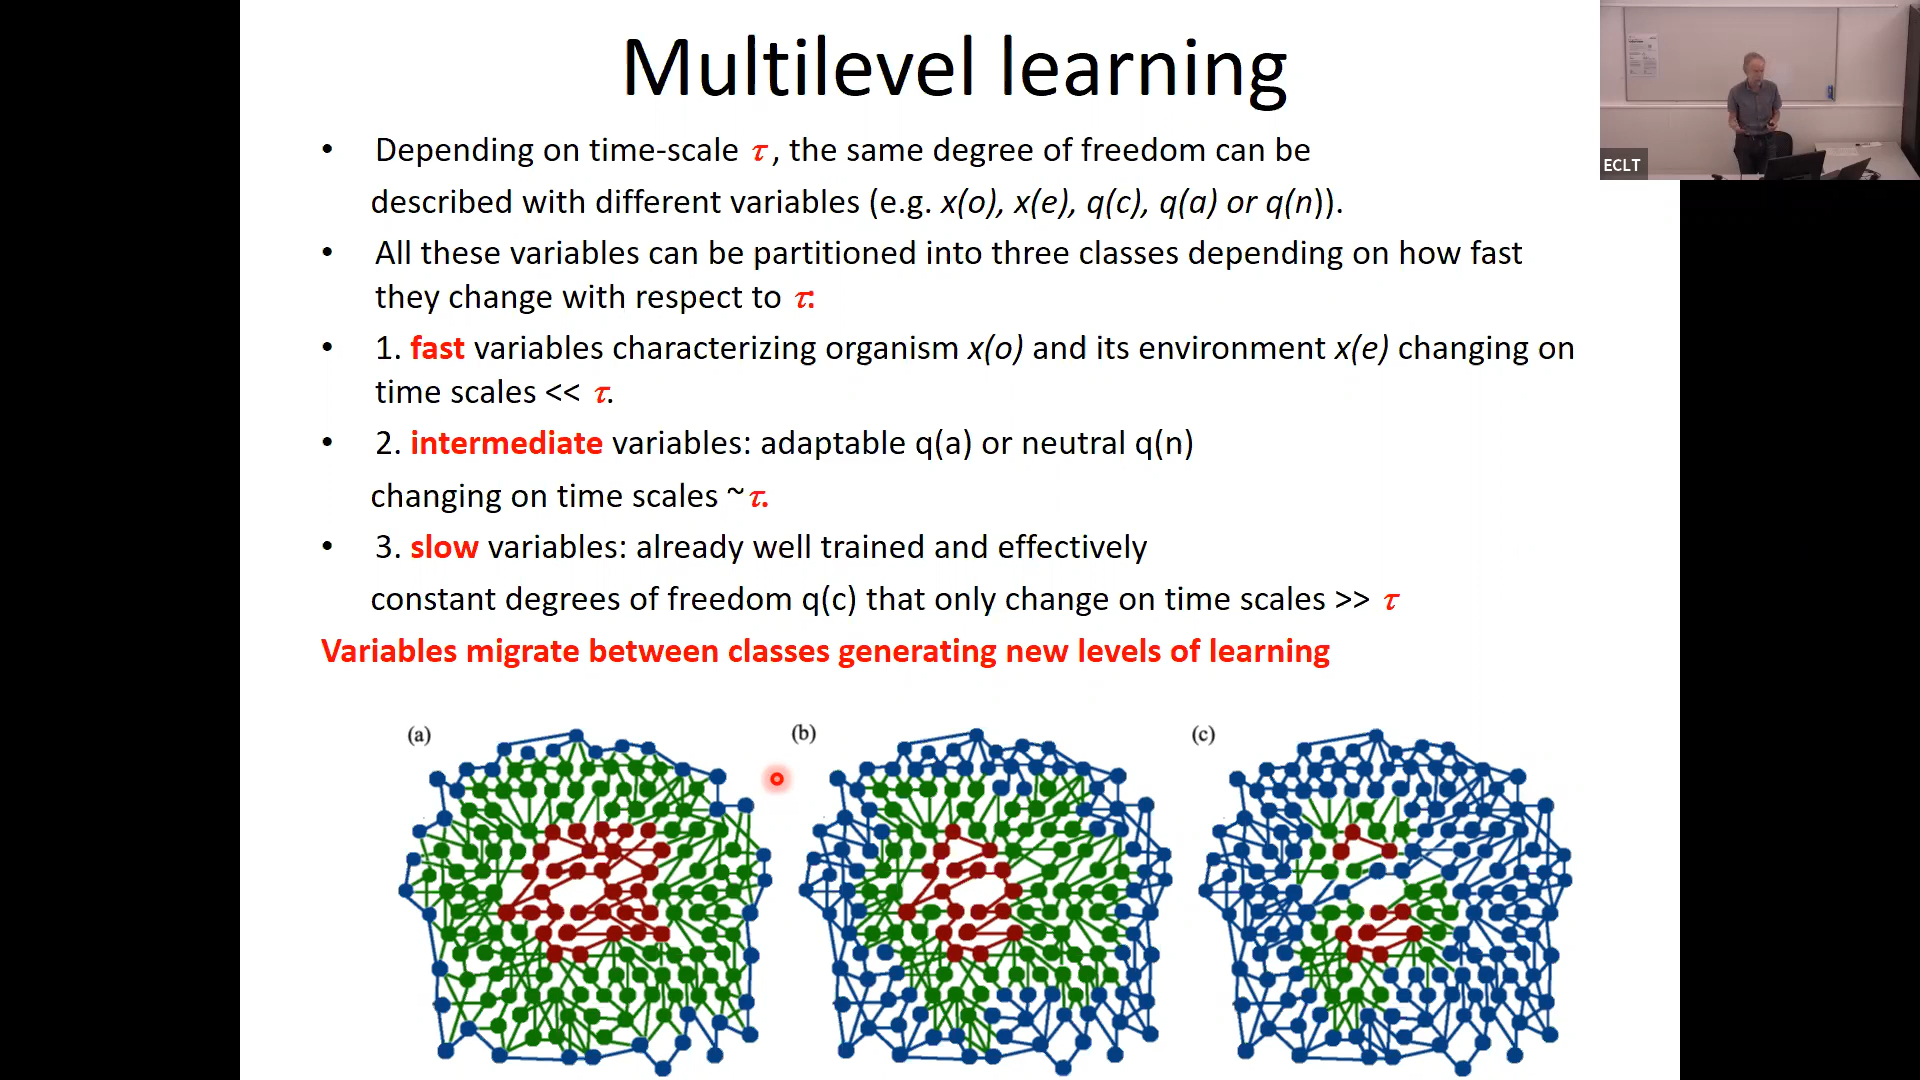 Multilevel learning
• Depending on time-scale τ, the same degree of freedom can be
described with different variables (e.g. x(o), x(e), q(c), q(a) or q(n)).
• All these variables can be partitioned into three classes depending on how fast
they change with respect to τ:
• 1. fast variables characterizing organism x(o) and its environment x(e) changing on
time scales << τ.
• 2. intermediate variables: adaptable q(a) or neutral q(n)
changing on time scales ~τ.
• 3. slow variables: already well trained and effectively
constant degrees of freedom q(c) that only change on time scales >> τ
Variables migrate between classes generating new levels of learning
(a)
(b)
(c)
ECLT